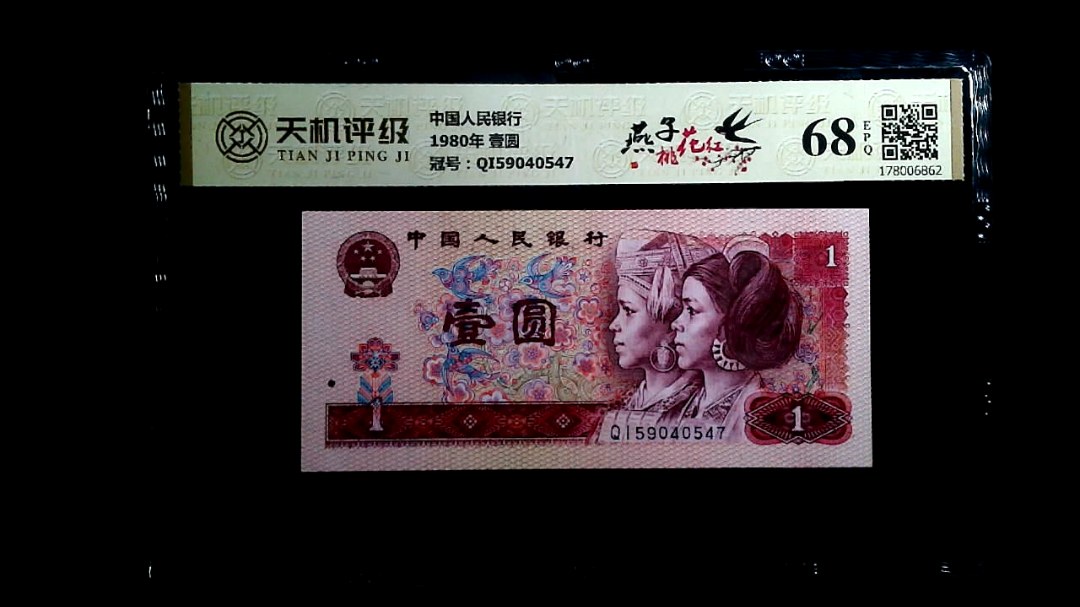 天机评级
TIAN JI PING JI
中国人民银行
1980年 壹圆
冠号：QI59040547
燕子
桃花红
68
EPQ
178006862
中国人民银行
1
壹圆
1
1
QI59040547